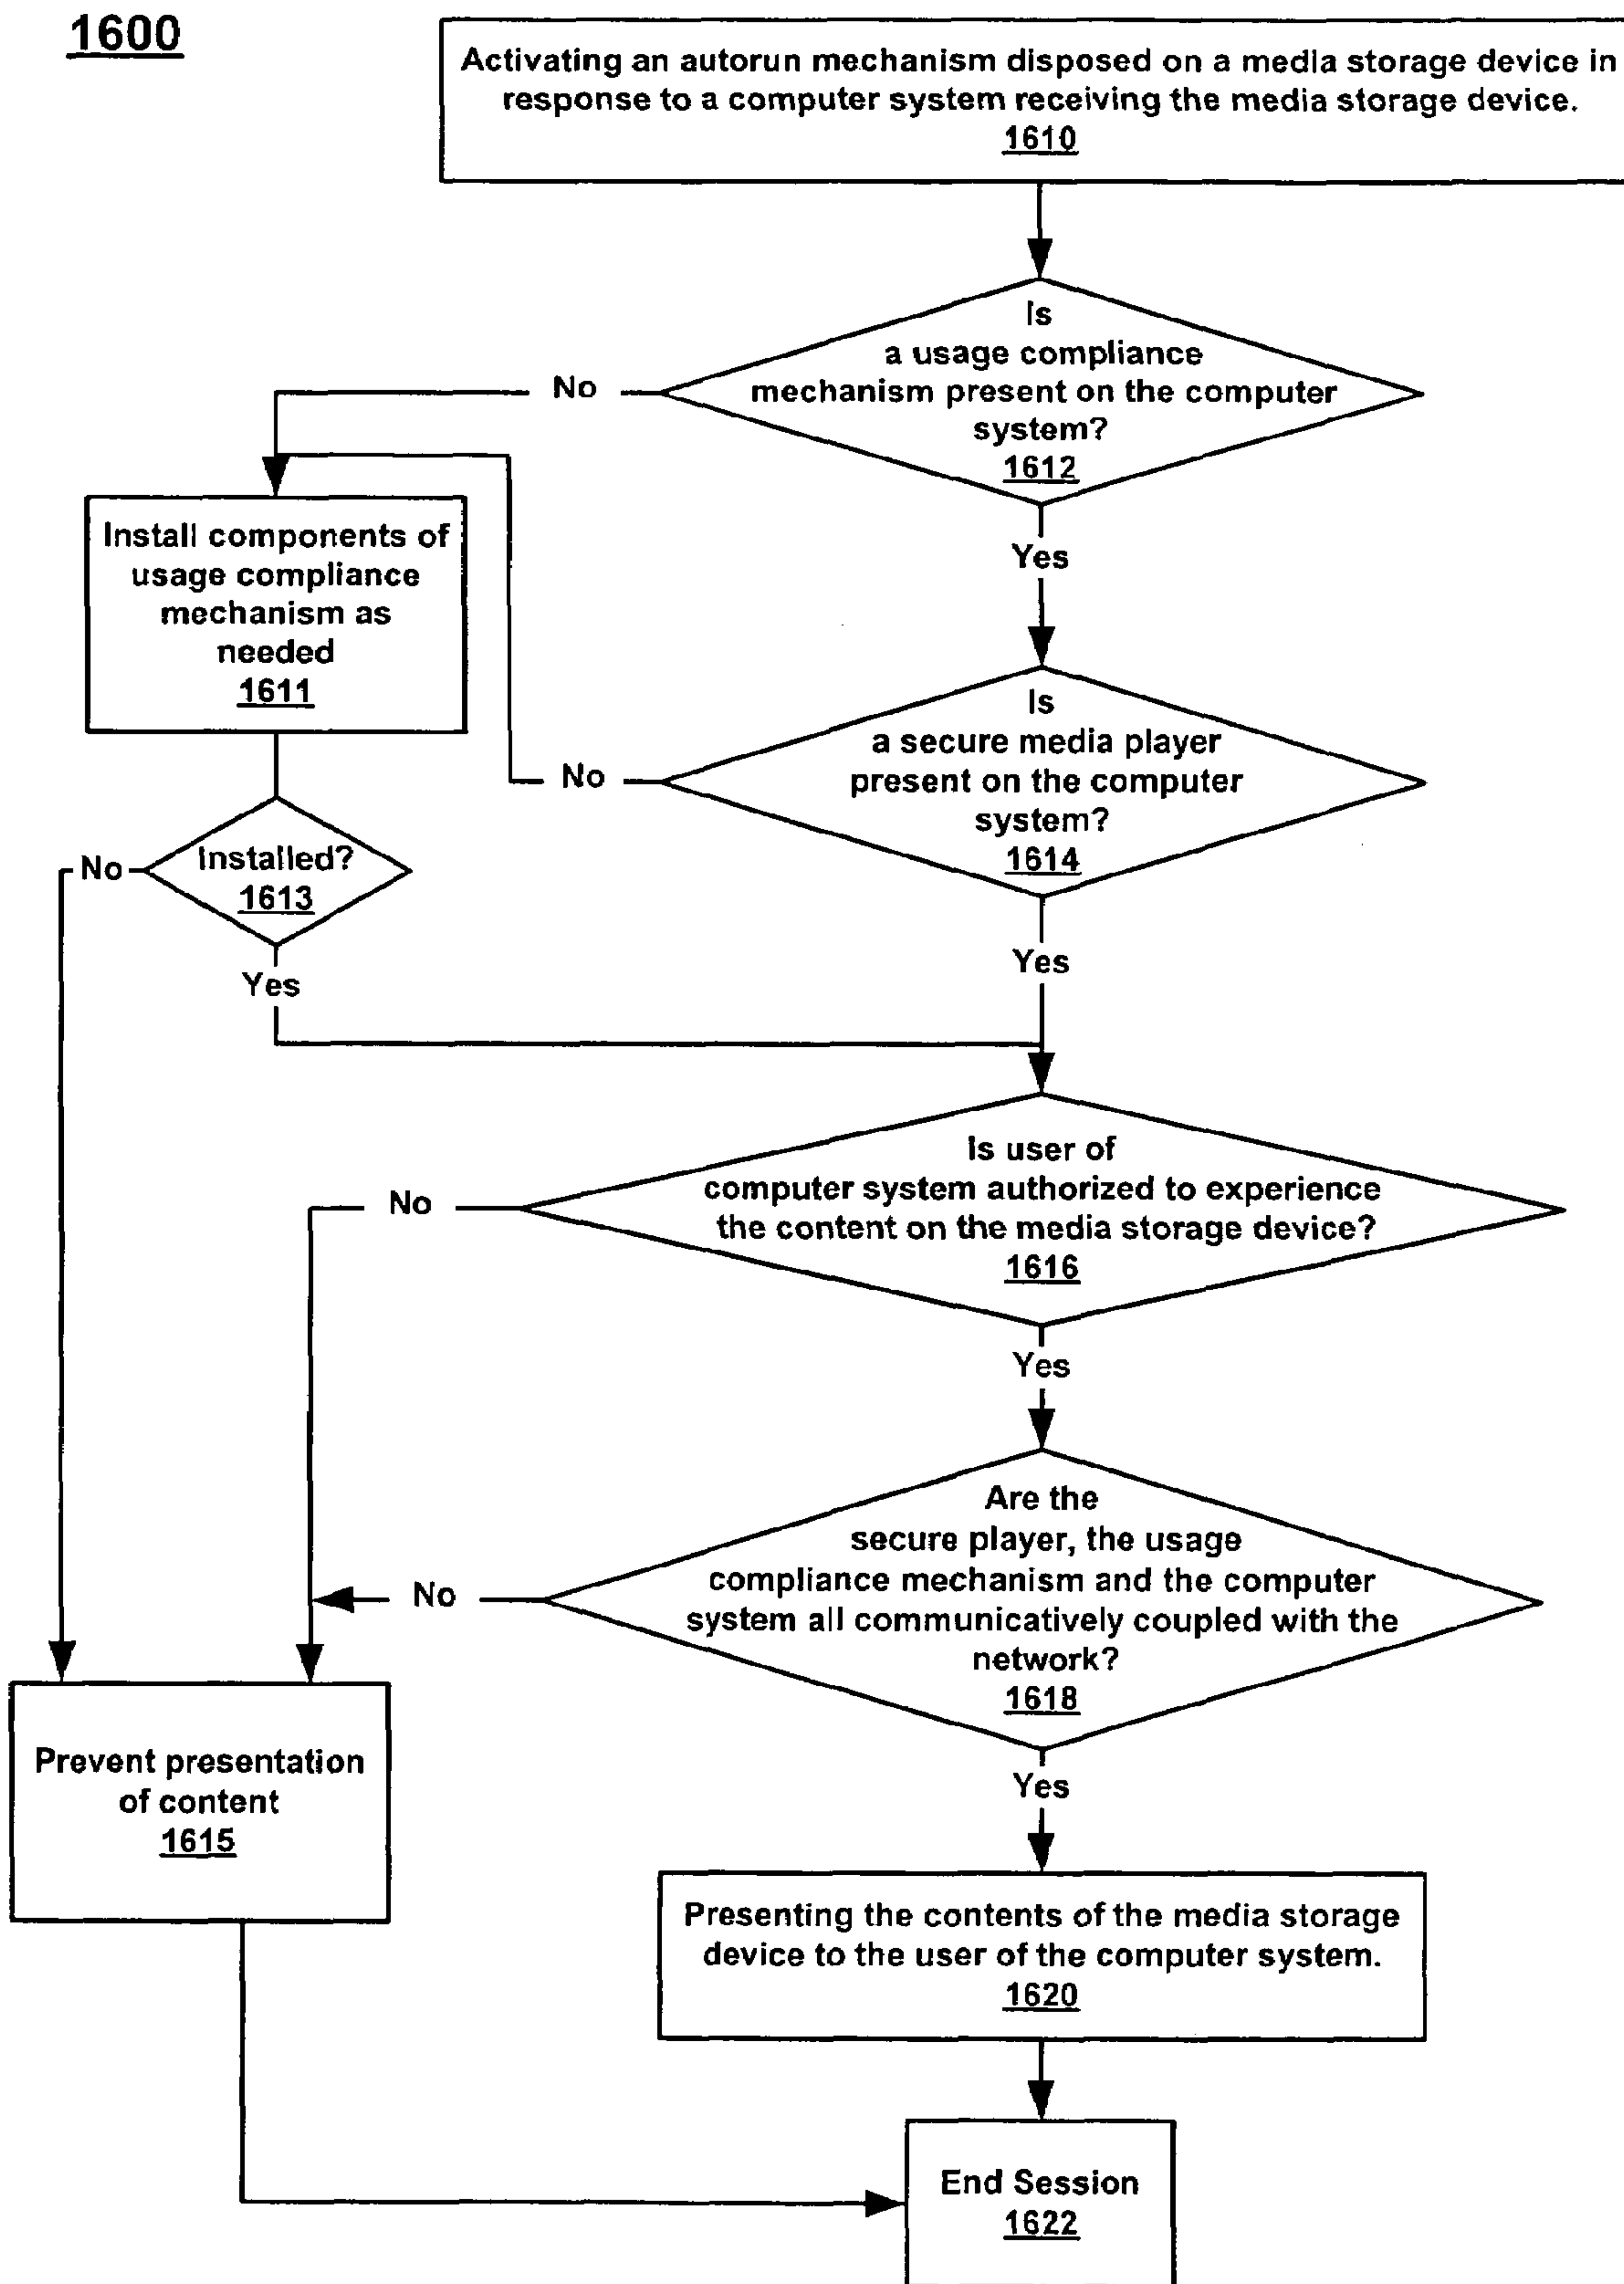 1600
Activating an autorun mechanism disposed on a media storage device in
response to a computer system receiving the media storage device.
1610
Is
a usage compliance
mechanism present on the computer
system?
1612
No
Yes
Install components of
usage compliance
mechanism as
needed
1611
Is
a secure media player
present on the computer
system?
1614
No
Yes
Installed?
1613
No
Yes
Is user of
computer system authorized to experience
the content on the media storage device?
1616
No
Yes
Are the
secure player, the usage
compliance mechanism and the computer
system all communicatively coupled with the
network?
1618
No
Yes
Prevent presentation
of content
1615
Presenting the contents of the media storage
device to the user of the computer system.
1620
End Session
1622